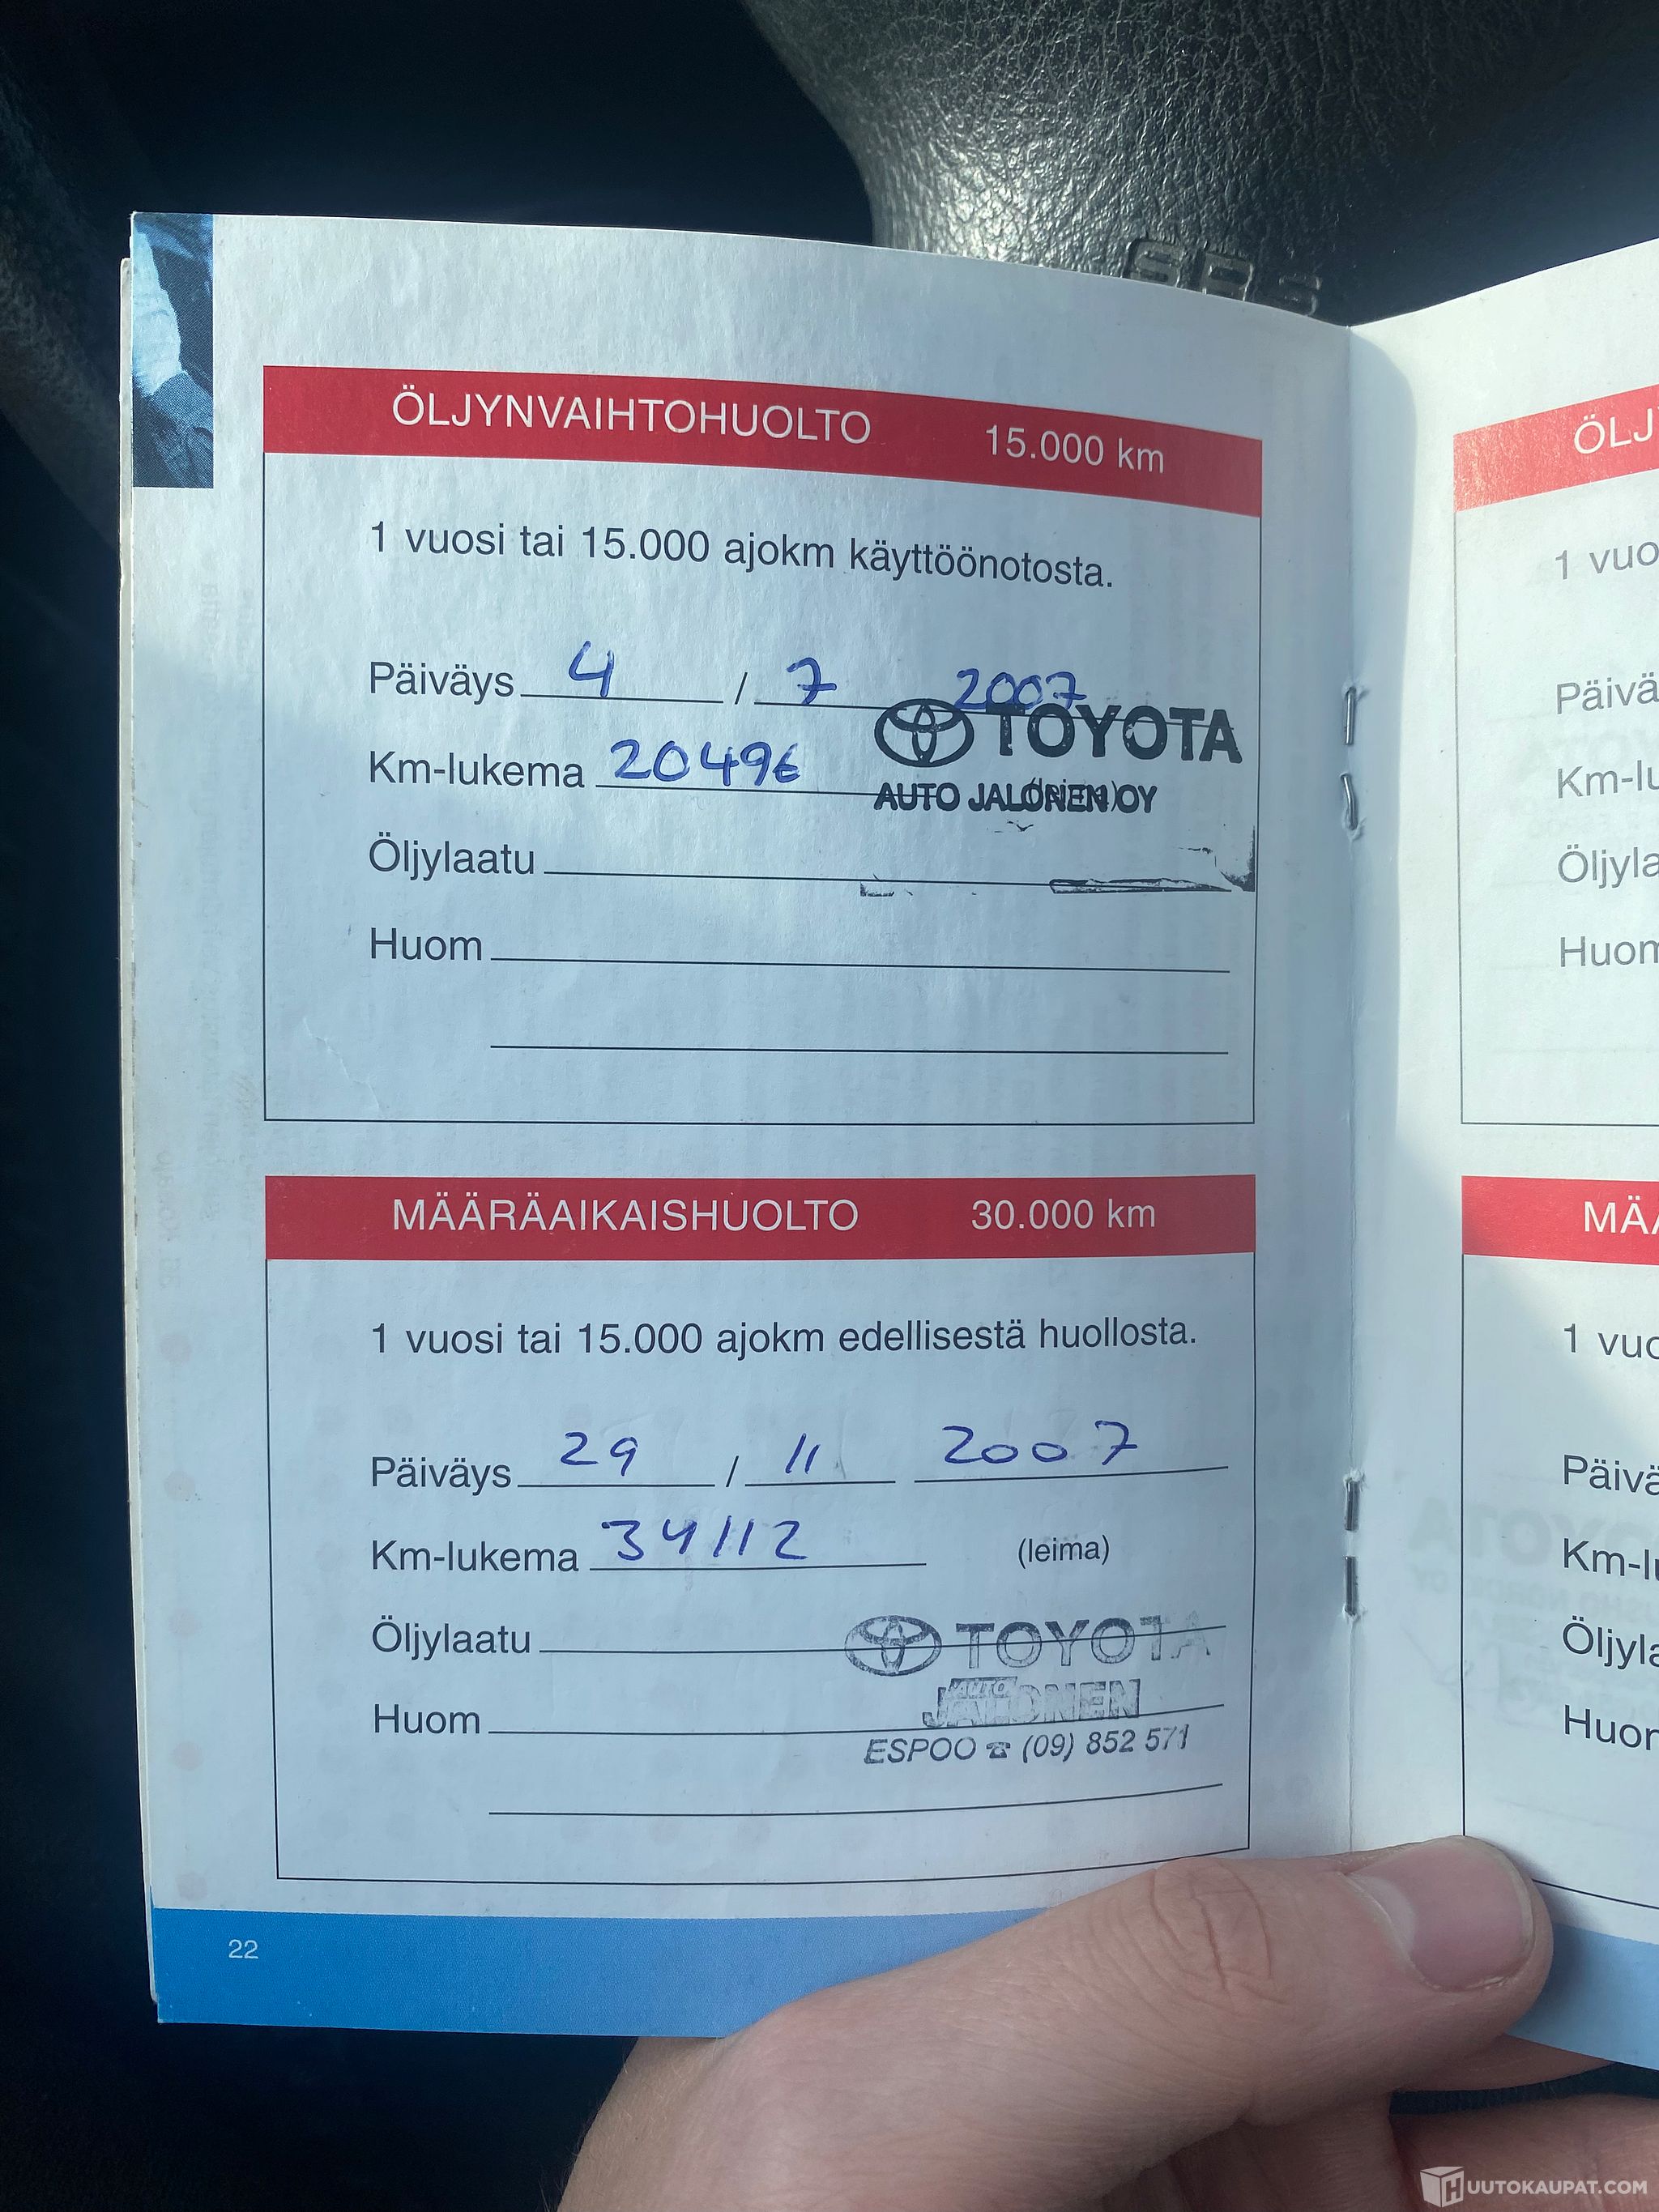 SRS
ÖLJYNVAIHTOHUOLTO 15.000 km
1 vuosi tai 15.000 ajokm käyttöönotosta.
Päiväys 4 / 7 2007
TOYOTA
Km-lukema 20496
AUTO JALONEN OY
Öljylaatu
Huom
MÄÄRÄAIKAISHUOLTO 30.000 km
1 vuosi tai 15.000 ajokm edellisestä huollosta.
Päiväys 29 / 11 2007
Km-lukema 34112 (leima)
Öljylaatu TOYOTA
AUTO
JALONEN
Huom
ESPOO ☎ (09) 852 571
22
ÖLJ
1 vuo
Päivä
Km-lu
Öljyla
Huom
MÄÄ
1 vuo
Päivä
Km-lu
Öljyla
Huom
HUUTOKAUPAT.COM